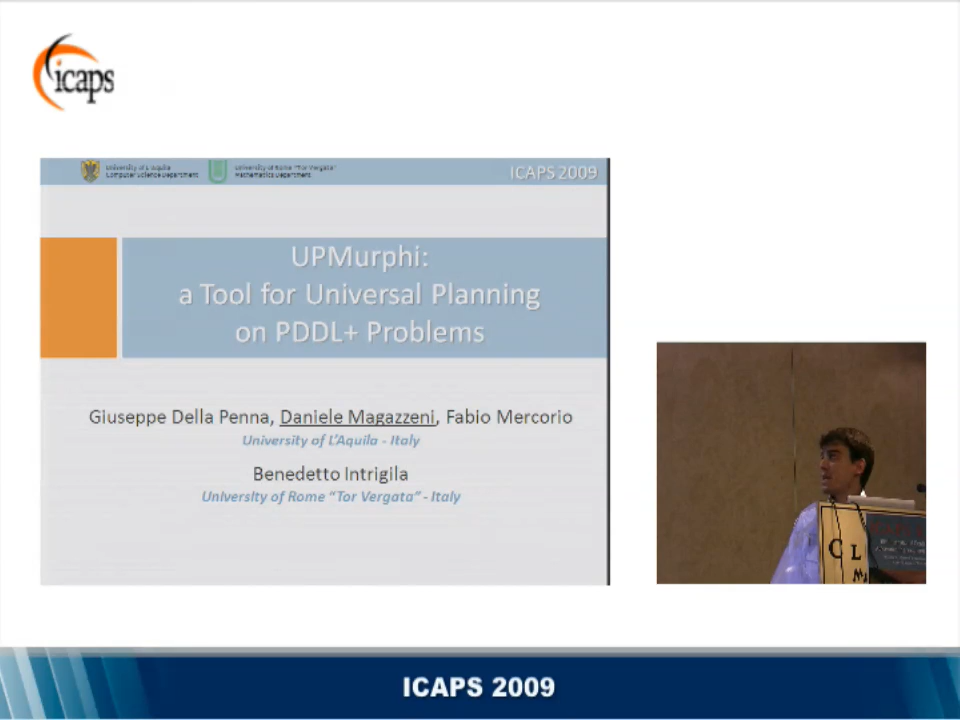 icaps
University of L'Aquila
Computer Science Department
University of Rome "Tor Vergata"
Mathematics Department
ICAPS 2009
UPMurphi:
a Tool for Universal Planning
on PDDL+ Problems
Giuseppe Della Penna, Daniele Magazzeni, Fabio Mercorio
University of L'Aquila - Italy
Benedetto Intrigila
University of Rome "Tor Vergata" - Italy
C L
ICAPS 2009